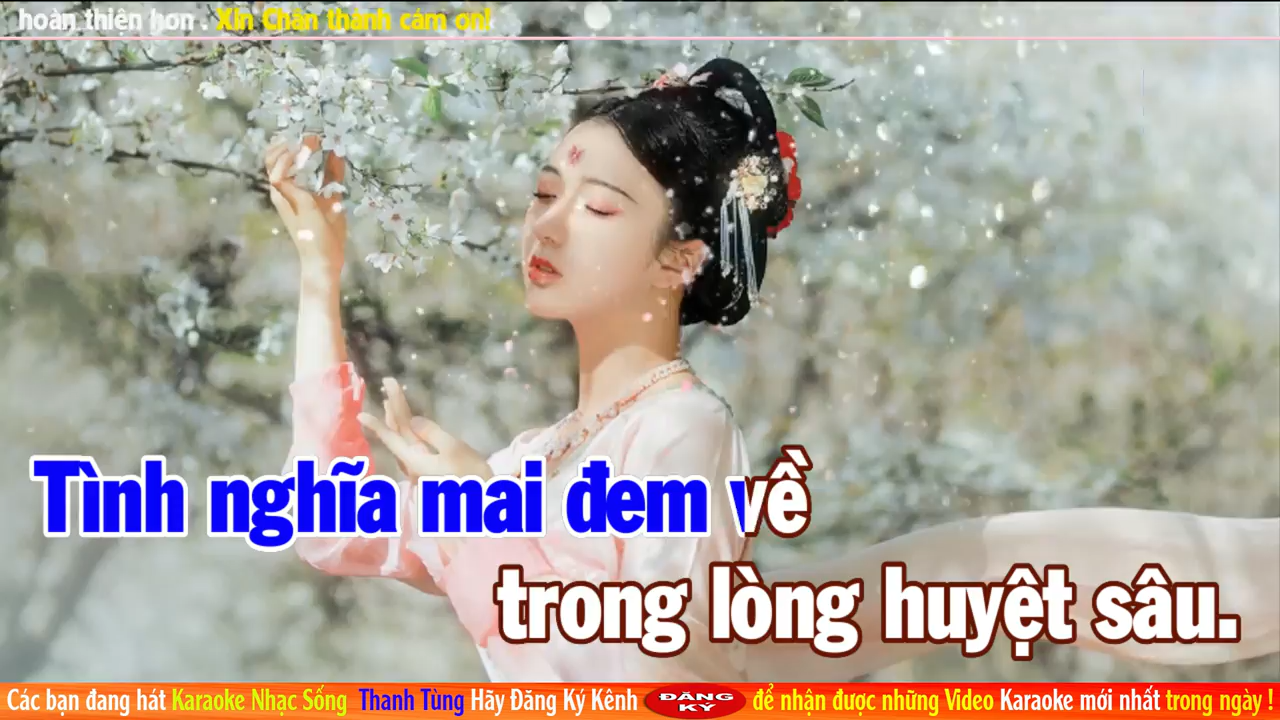 hoàn thiện hơn . Xin Chân thành cảm ơn!
Tình nghĩa mai đem về
trong lòng huyệt sâu.
Các bạn đang hát Karaoke Nhạc Sống Thanh Tùng Hãy Đăng Ký Kênh ĐĂNG KÝ để nhận được những Video Karaoke mới nhất trong ngày !